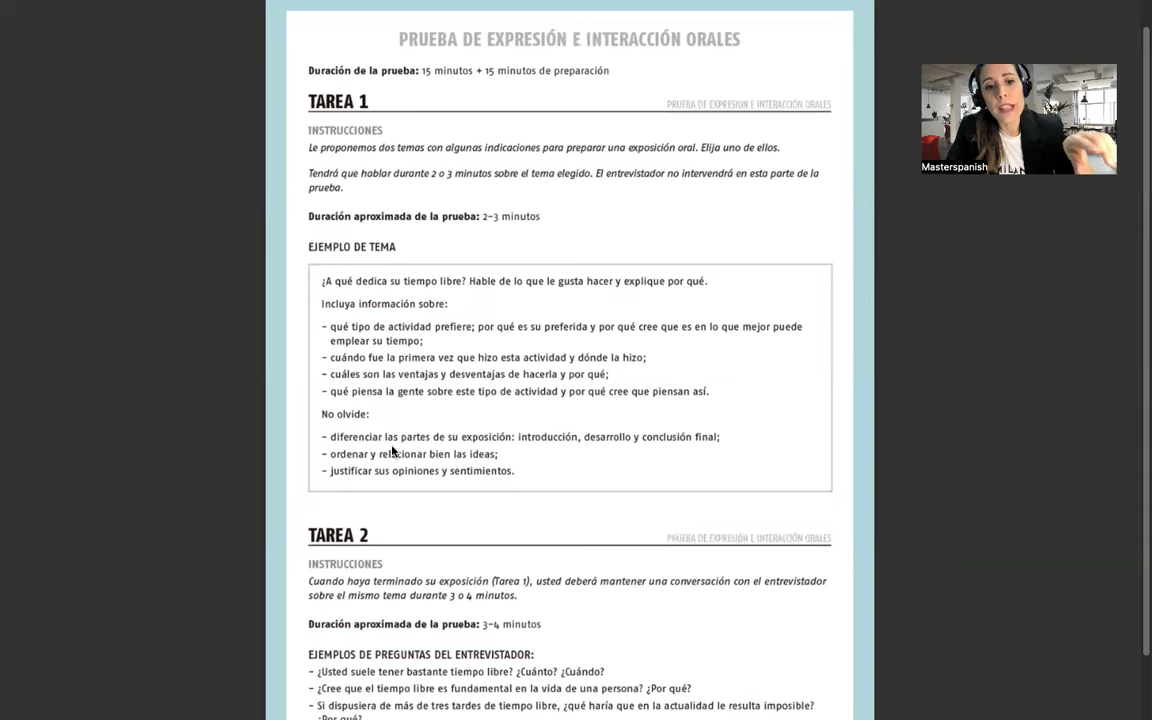 PRUEBA DE EXPRESIÓN E INTERACCIÓN ORALES
Duración de la prueba: 15 minutos + 15 minutos de preparación
TAREA 1
PRUEBA DE EXPRESIÓN E INTERACCIÓN ORALES
INSTRUCCIONES
Le proponemos dos temas con algunas indicaciones para preparar una exposición oral. Elija uno de ellos.
Tendrá que hablar durante 2 o 3 minutos sobre el tema elegido. El entrevistador no intervendrá en esta parte de la
prueba.
Duración aproximada de la prueba: 2-3 minutos
EJEMPLO DE TEMA
¿A qué dedica su tiempo libre? Hable de lo que le gusta hacer y explique por qué.
Incluya información sobre:
- qué tipo de actividad prefiere; por qué es su preferida y por qué cree que es en lo que mejor puede
emplear su tiempo;
- cuándo fue la primera vez que hizo esta actividad y dónde la hizo;
- cuáles son las ventajas y desventajas de hacerla y por qué;
- qué piensa la gente sobre este tipo de actividad y por qué cree que piensan así.
No olvide:
- diferenciar las partes de su exposición: introducción, desarrollo y conclusión final;
- ordenar y relacionar bien las ideas;
- justificar sus opiniones y sentimientos.
TAREA 2
PRUEBA DE EXPRESIÓN E INTERACCIÓN ORALES
INSTRUCCIONES
Cuando haya terminado su exposición (Tarea 1), usted deberá mantener una conversación con el entrevistador
sobre el mismo tema durante 3 o 4 minutos.
Duración aproximada de la prueba: 3-4 minutos
EJEMPLOS DE PREGUNTAS DEL ENTREVISTADOR:
- ¿Usted suele tener bastante tiempo libre? ¿Cuánto? ¿Cuándo?
- ¿Cree que el tiempo libre es fundamental en la vida de una persona? ¿Por qué?
- Si dispusiera de más de tres tardes de tiempo libre, ¿qué haría que en la actualidad le resulta imposible?
¿Por qué?
Masterspanish